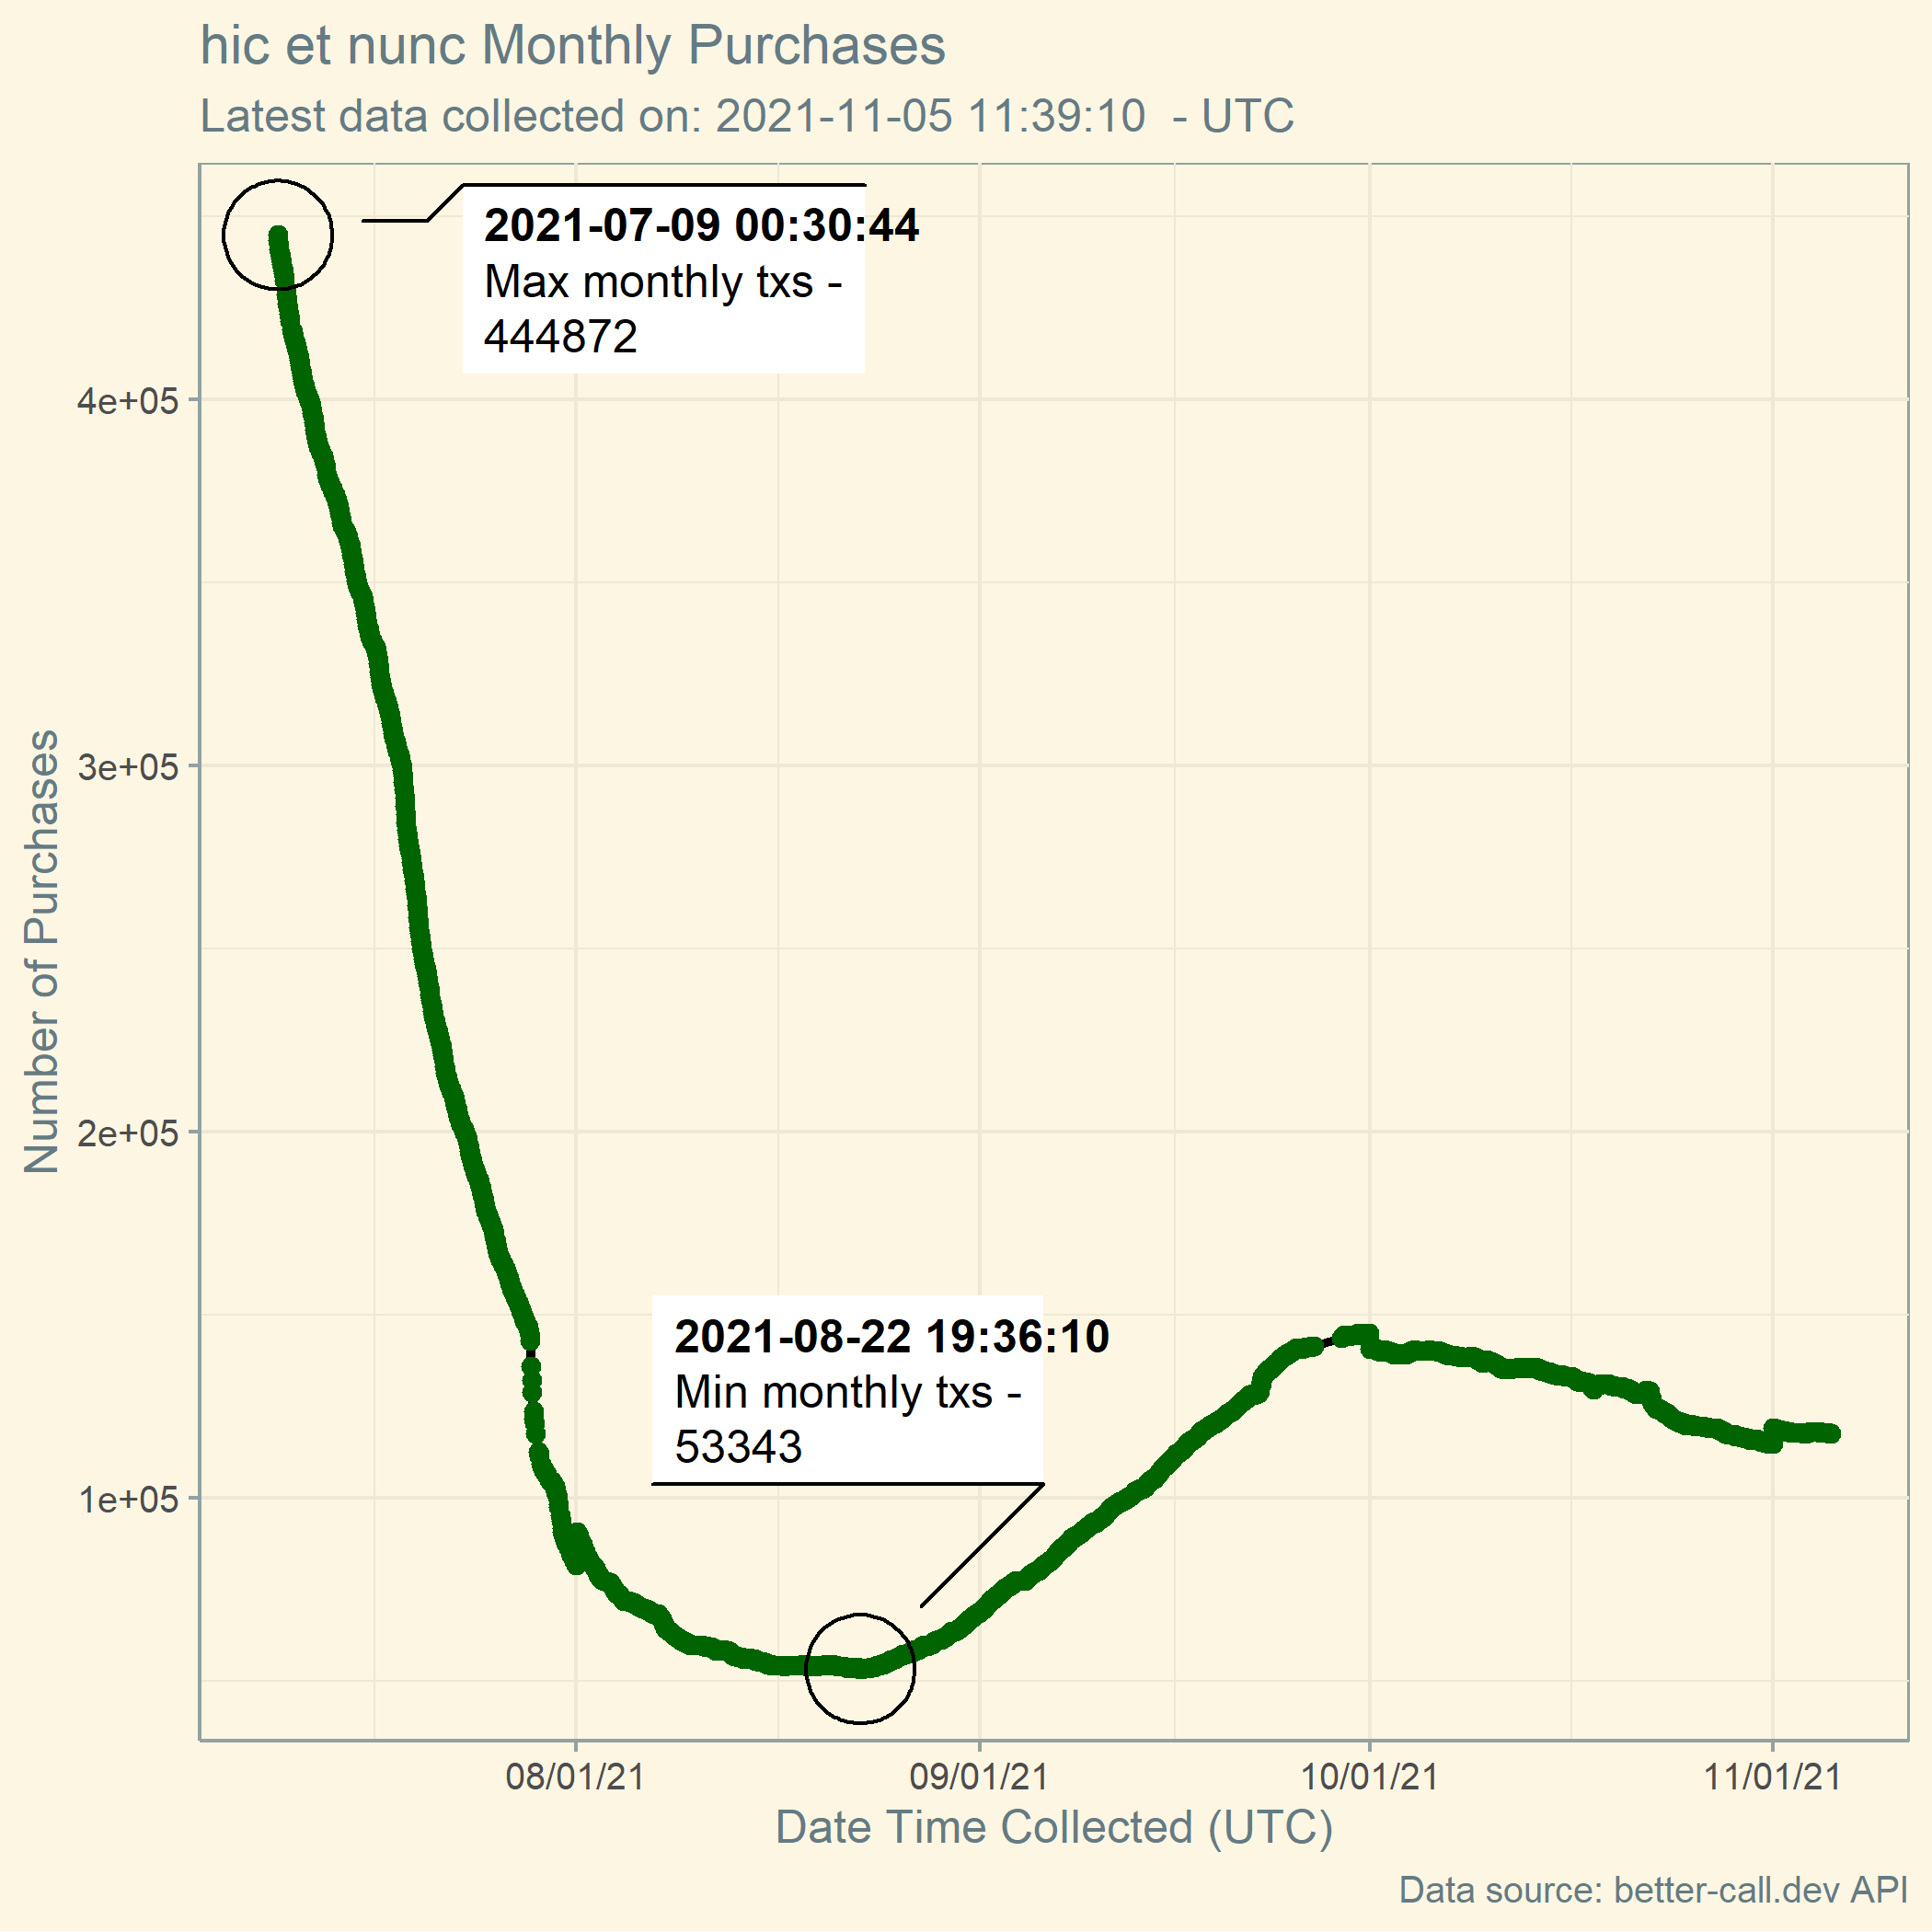 hic et nunc Monthly Purchases
Latest data collected on: 2021-11-05 11:39:10  - UTC
2021-07-09 00:30:44
Max monthly txs -
444872
4e+05
3e+05
2e+05
1e+05
Number of Purchases
2021-08-22 19:36:10
Min monthly txs -
53343
08/01/21
09/01/21
10/01/21
11/01/21
Date Time Collected (UTC)
Data source: better-call.dev API